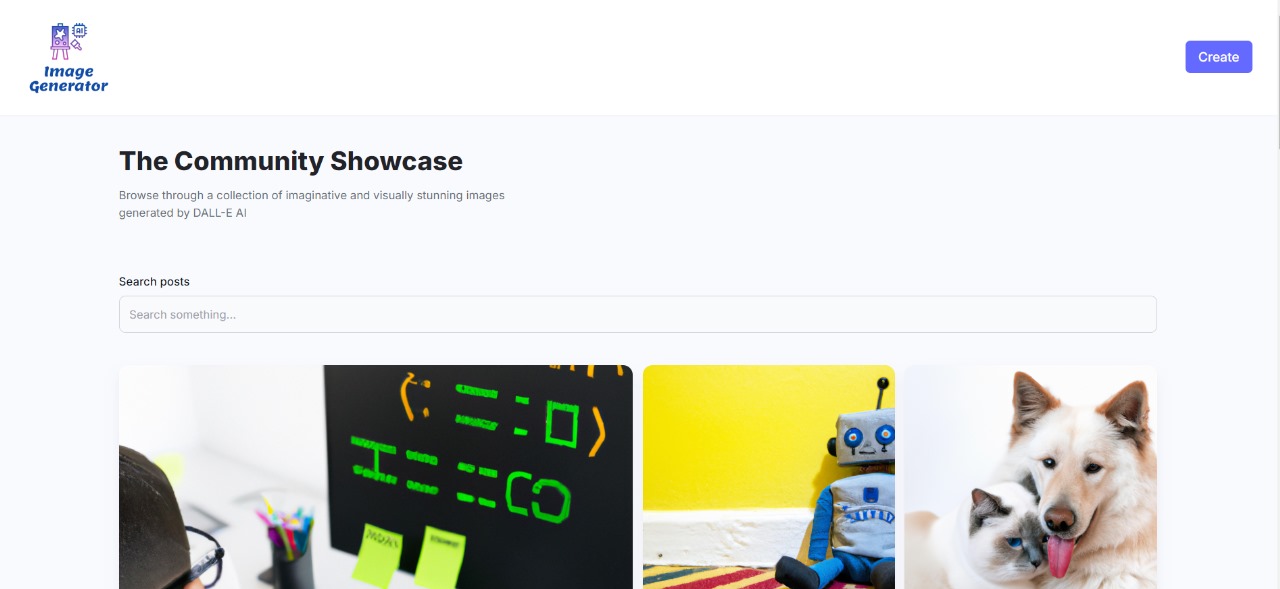 AI
Image
Generator
Create
The Community Showcase
Browse through a collection of imaginative and visually stunning images
generated by DALL-E AI
Search posts
Search something...